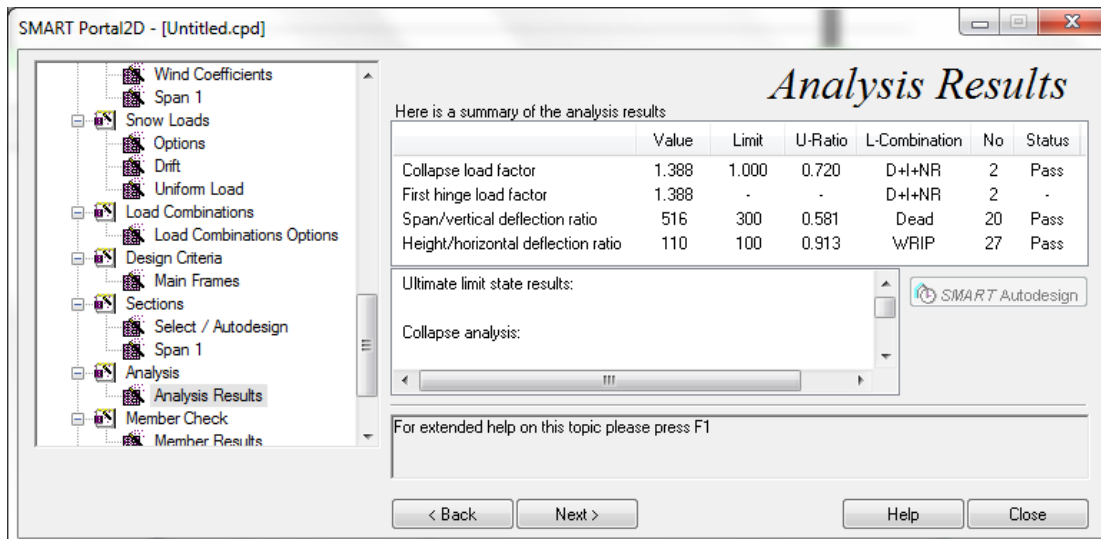 SMART Portal2D - [Untitled.cpd]
Wind Coefficients
Span 1
Snow Loads
Options
Drift
Uniform Load
Load Combinations
Load Combinations Options
Design Criteria
Main Frames
Sections
Select / Autodesign
Span 1
Analysis
Analysis Results
Member Check
Member Results
Analysis Results
Here is a summary of the analysis results
Value Limit U-Ratio L-Combination No Status
Collapse load factor 1.388 1.000 0.720 D+I+NR 2 Pass
First hinge load factor 1.388 - - D+I+NR 2 -
Span/vertical deflection ratio 516 300 0.581 Dead 20 Pass
Height/horizontal deflection ratio 110 100 0.913 WRIP 27 Pass
Ultimate limit state results:
Collapse analysis:
SMART Autodesign
For extended help on this topic please press F1
< Back Next > Help Close